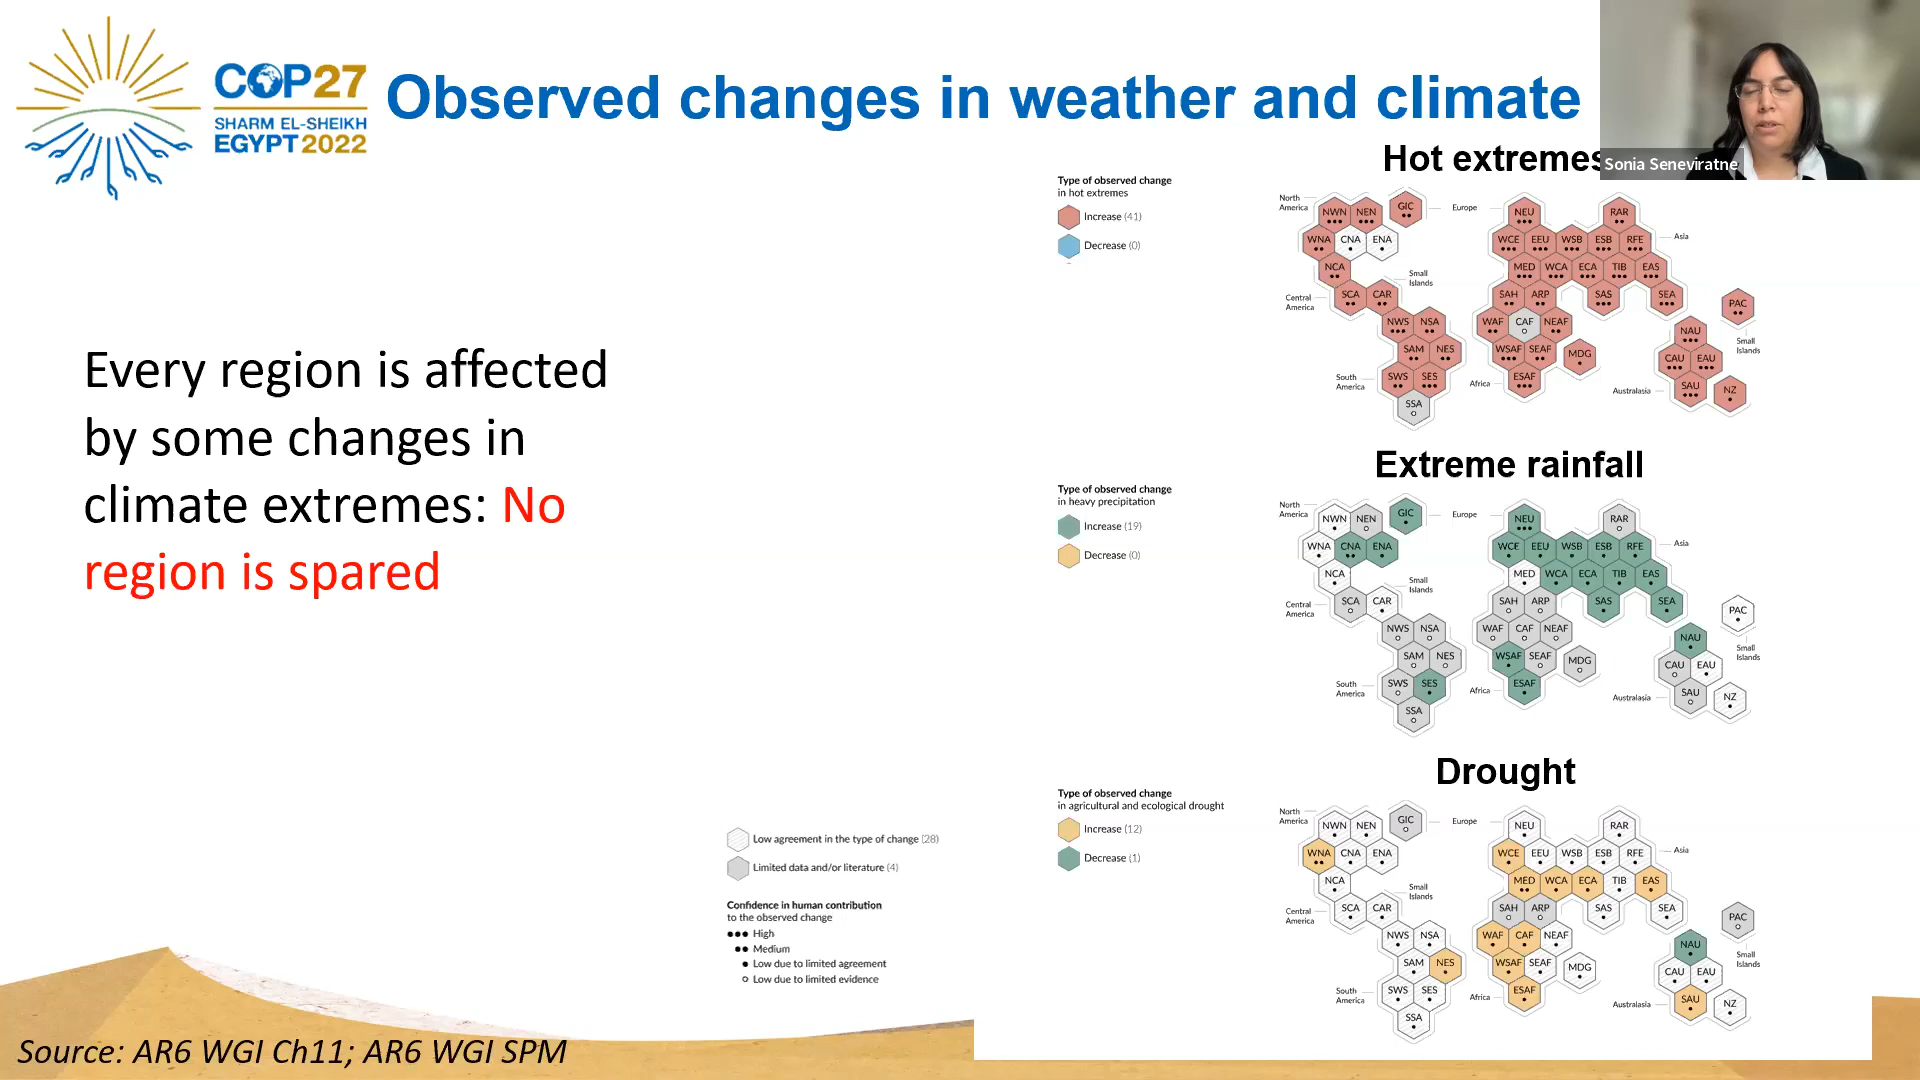 COP27
SHARM EL-SHEIKH
EGYPT 2022
Observed changes in weather and climate
Sonia Seneviratne
Every region is affected
by some changes in
climate extremes: No
region is spared
Hot extremes
Type of observed change
in hot extremes
Increase (41)
Decrease (0)
North
America
GIC
Europe
NWN NEN
NEU
RAR
WNA CNA ENA
WCE EEU WSB ESB RFE
Asia
NCA
MED WCA ECA TIB EAS
Small
Islands
Central
America
SCA CAR
SAH ARP
SAS
SEA
PAC
NWS NSA
WAF CAF NEAF
NAU
Small
Islands
SAM NES
WSAF SEAF
MDG
CAU EAU
South
America
SWS SES
Africa
ESAF
Australasia
SAU
NZ
SSA
Extreme rainfall
Type of observed change
in heavy precipitation
Increase (19)
Decrease (0)
North
America
GIC
Europe
NWN NEN
NEU
RAR
WNA CNA ENA
WCE EEU WSB ESB RFE
Asia
NCA
MED WCA ECA TIB EAS
Small
Islands
Central
America
SCA CAR
SAH ARP
SAS
SEA
PAC
NWS NSA
WAF CAF NEAF
NAU
Small
Islands
SAM NES
WSAF SEAF
MDG
CAU EAU
South
America
SWS SES
Africa
ESAF
Australasia
SAU
NZ
SSA
Drought
Type of observed change
in agricultural and ecological drought
Increase (12)
Decrease (1)
North
America
GIC
Europe
NWN NEN
NEU
RAR
WNA CNA ENA
WCE EEU WSB ESB RFE
Asia
NCA
MED WCA ECA TIB EAS
Small
Islands
Central
America
SCA CAR
SAH ARP
SAS
SEA
PAC
NWS NSA
WAF CAF NEAF
NAU
Small
Islands
SAM NES
WSAF SEAF
MDG
CAU EAU
South
America
SWS SES
Africa
ESAF
Australasia
SAU
NZ
SSA
Low agreement in the type of change (28)
Limited data and/or literature (4)
Confidence in human contribution
to the observed change
High
Medium
Low due to limited agreement
Low due to limited evidence
Source: AR6 WGI Ch11; AR6 WGI SPM